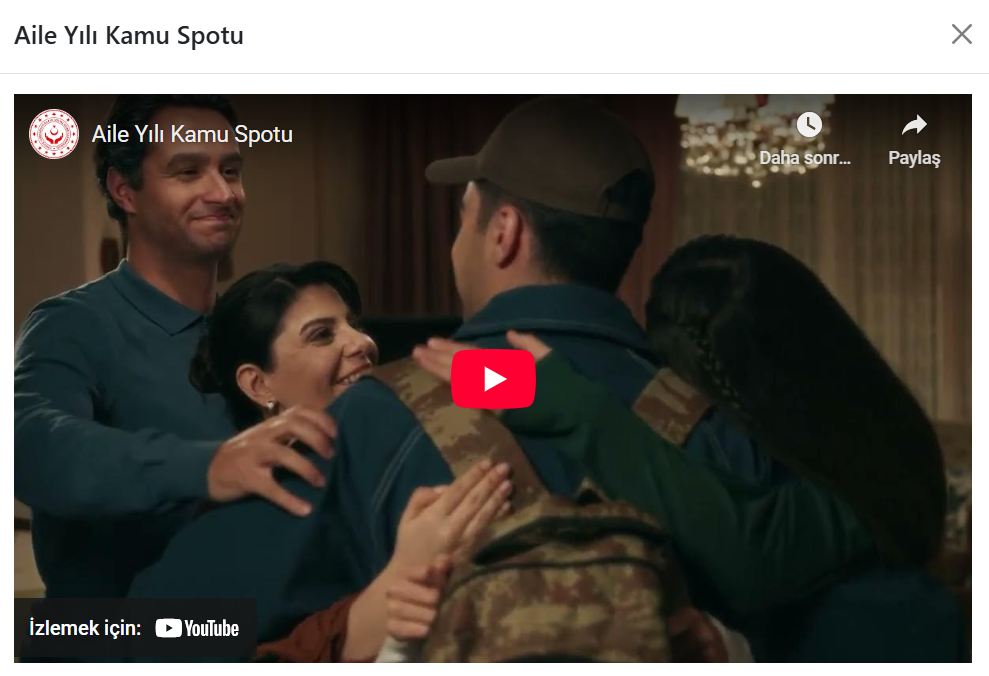 Aile Yılı Kamu Spotu
Aile Yılı Kamu Spotu
Daha sonr...
Paylaş
İzlemek için: YouTube